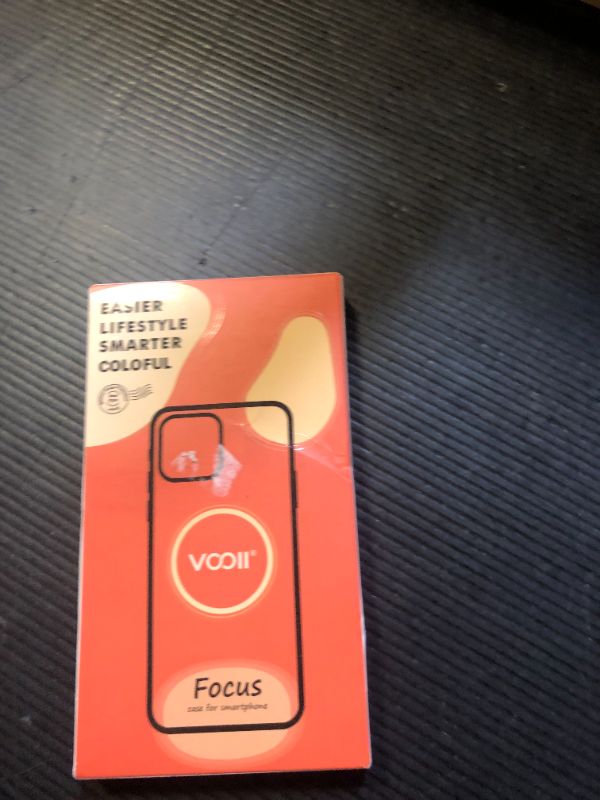 EASIER
LIFESTYLE
SMARTER
COLOFUL
VOOII®
Focus
case for smartphone